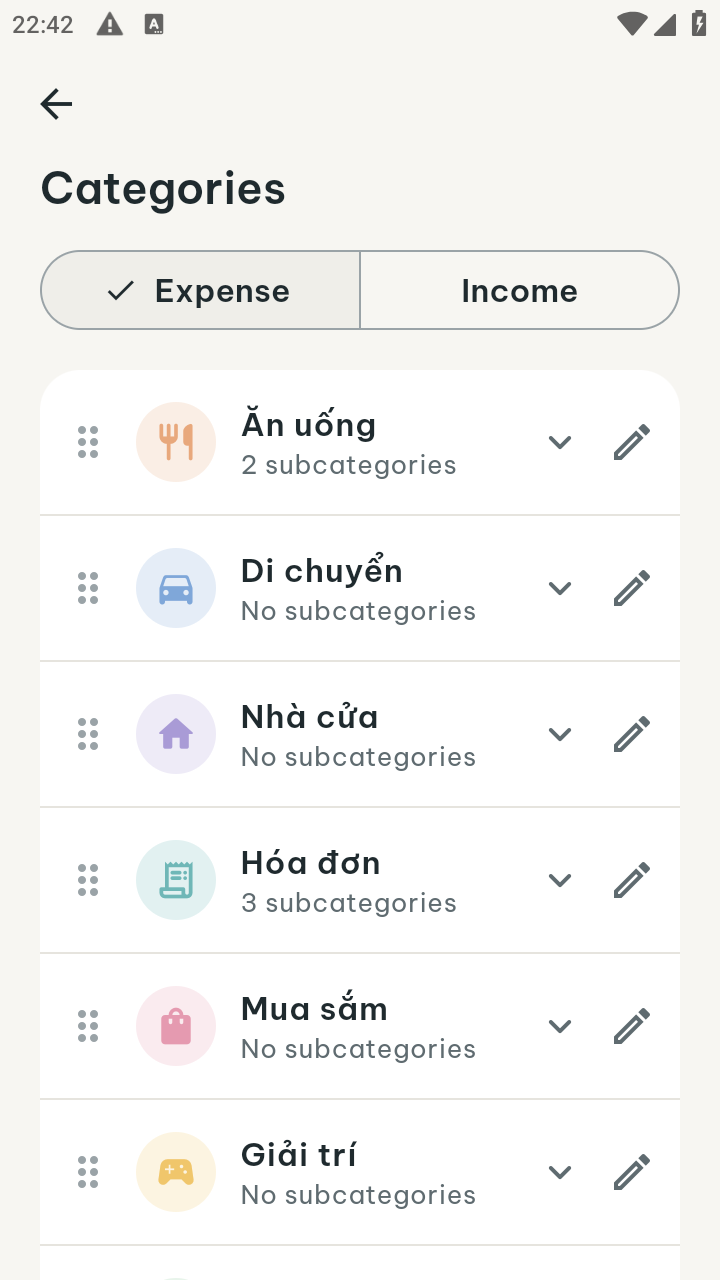 22:42
Categories
Expense
Income
Ăn uống
2 subcategories
Di chuyển
No subcategories
Nhà cửa
No subcategories
Hóa đơn
3 subcategories
Mua sắm
No subcategories
Giải trí
No subcategories